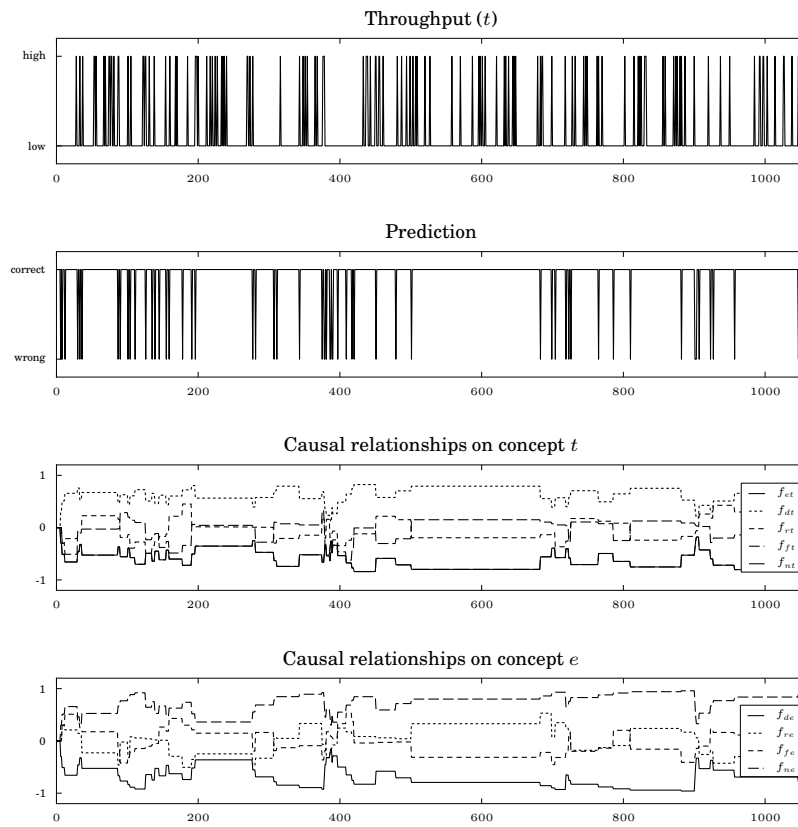 Throughput (t)
high
low
0 200 400 600 800 1000
Prediction
correct
wrong
0 200 400 600 800 1000
Causal relationships on concept t
1
0
-1
f_et
f_dt
f_rt
f_ft
f_nt
0 200 400 600 800 1000
Causal relationships on concept e
1
0
-1
f_de
f_re
f_fe
f_ne
0 200 400 600 800 1000